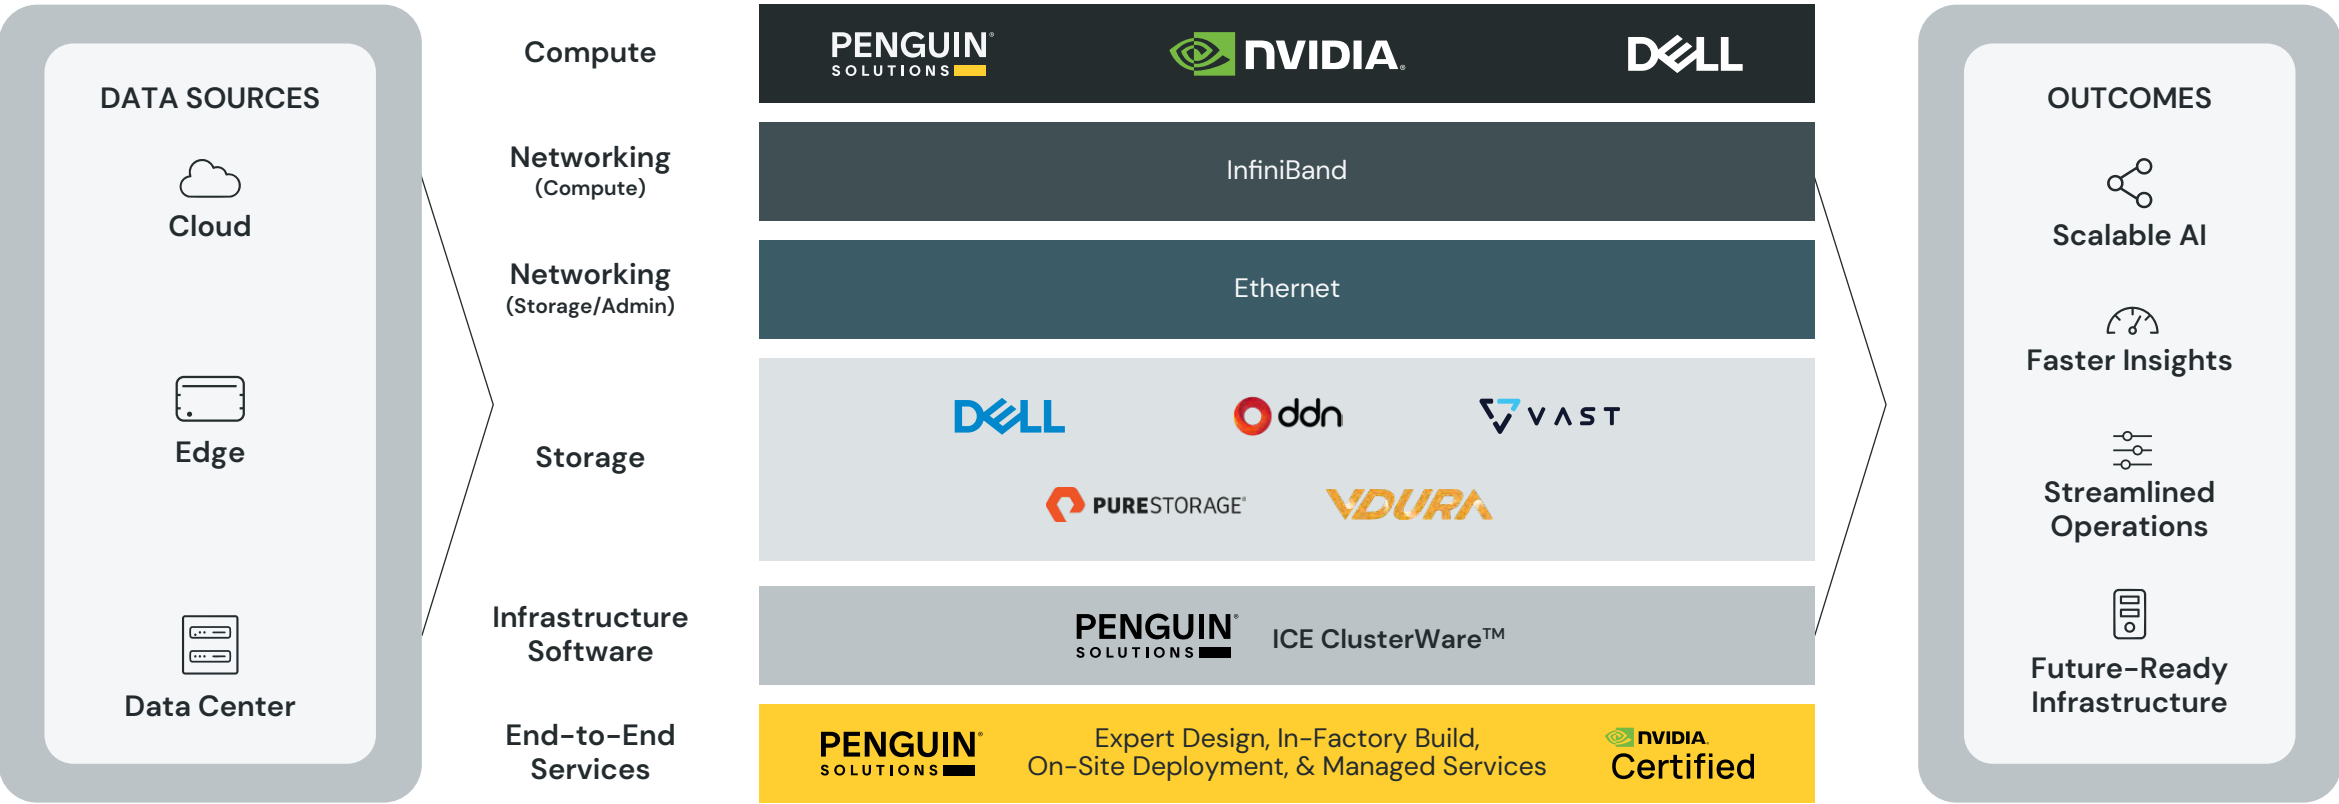 DATA SOURCES
Cloud
Edge
Data Center
Compute
PENGUIN®
SOLUTIONS
NVIDIA®
DELL
Networking
(Compute)
InfiniBand
Networking
(Storage/Admin)
Ethernet
Storage
DELL
ddn
VAST
PURESTORAGE®
VDURA
Infrastructure
Software
PENGUIN®
SOLUTIONS
ICE ClusterWare™
End-to-End
Services
PENGUIN®
SOLUTIONS
Expert Design, In-Factory Build,
On-Site Deployment, & Managed Services
NVIDIA
Certified
OUTCOMES
Scalable AI
Faster Insights
Streamlined
Operations
Future-Ready
Infrastructure